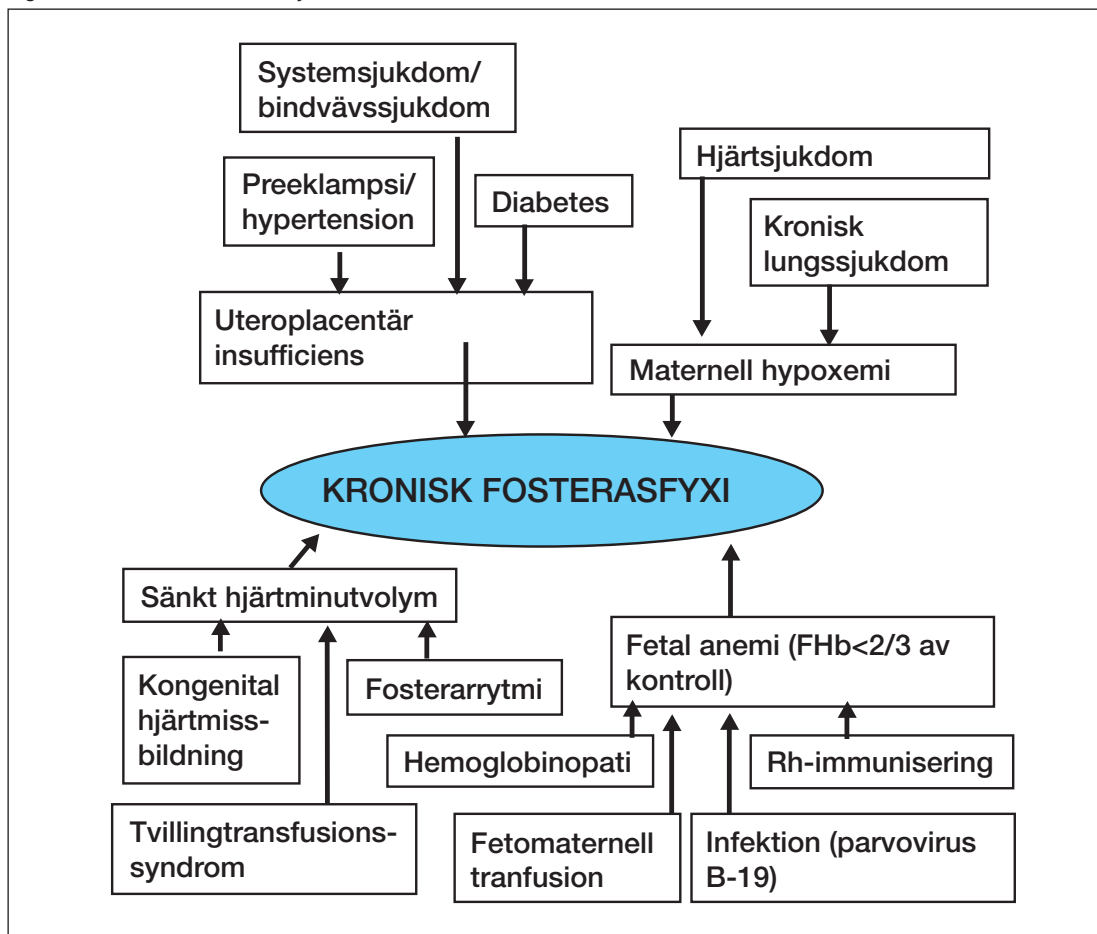 Systemsjukdom/
bindvävssjukdom
Hjärtsjukdom
Preeklampsi/
hypertension
Diabetes
Kronisk
lungssjukdom
Uteroplacentär
insufficiens
Maternell hypoxemi
KRONISK FOSTERASFYXI
Sänkt hjärtminutvolym
Fetal anemi (FHb<2/3 av
kontroll)
Kongenital
hjärtmiss-
bildning
Fosterarrytmi
Hemoglobinopati
Rh-immunisering
Tvillingtransfusions-
syndrom
Fetomaternell
tranfusion
Infektion (parvovirus
B-19)